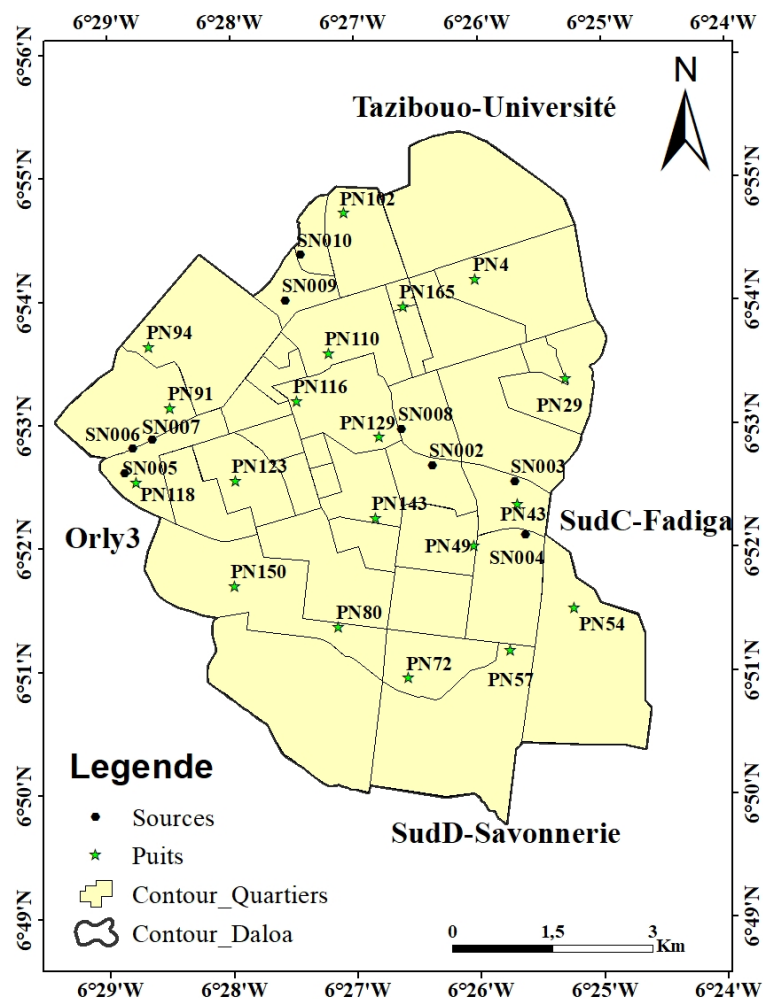 6°29'W 6°28'W 6°27'W 6°26'W 6°25'W 6°24'W
6°56'N
6°56'N
N
Tazibouo-Université
6°55'N
6°55'N
PN102
SN010
PN4
SN009
6°54'N
6°54'N
PN165
PN94
PN110
PN116
PN91
PN29
6°53'N
6°53'N
SN008
PN129
SN007
SN006
SN002
SN005
PN123
SN003
PN118
PN143
PN43
SudC-Fadiga
Orly3
PN49
6°52'N
6°52'N
SN004
PN150
PN80
PN54
6°51'N
6°51'N
PN72
PN57
Legende
6°50'N
6°50'N
Sources
SudD-Savonnerie
Puits
Contour_Quartiers
6°49'N
6°49'N
Contour_Daloa
0 1,5 3
Km
6°29'W 6°28'W 6°27'W 6°26'W 6°25'W 6°24'W